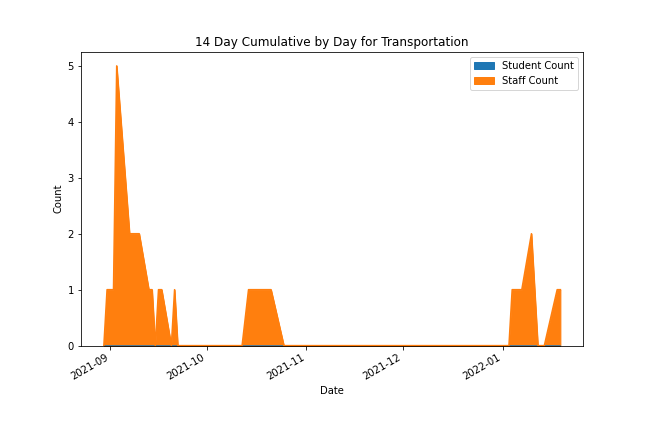 14 Day Cumulative by Day for Transportation
Student Count
Staff Count
5
4
3
2
1
0
Count
2021-09
2021-10
2021-11
2021-12
2022-01
Date